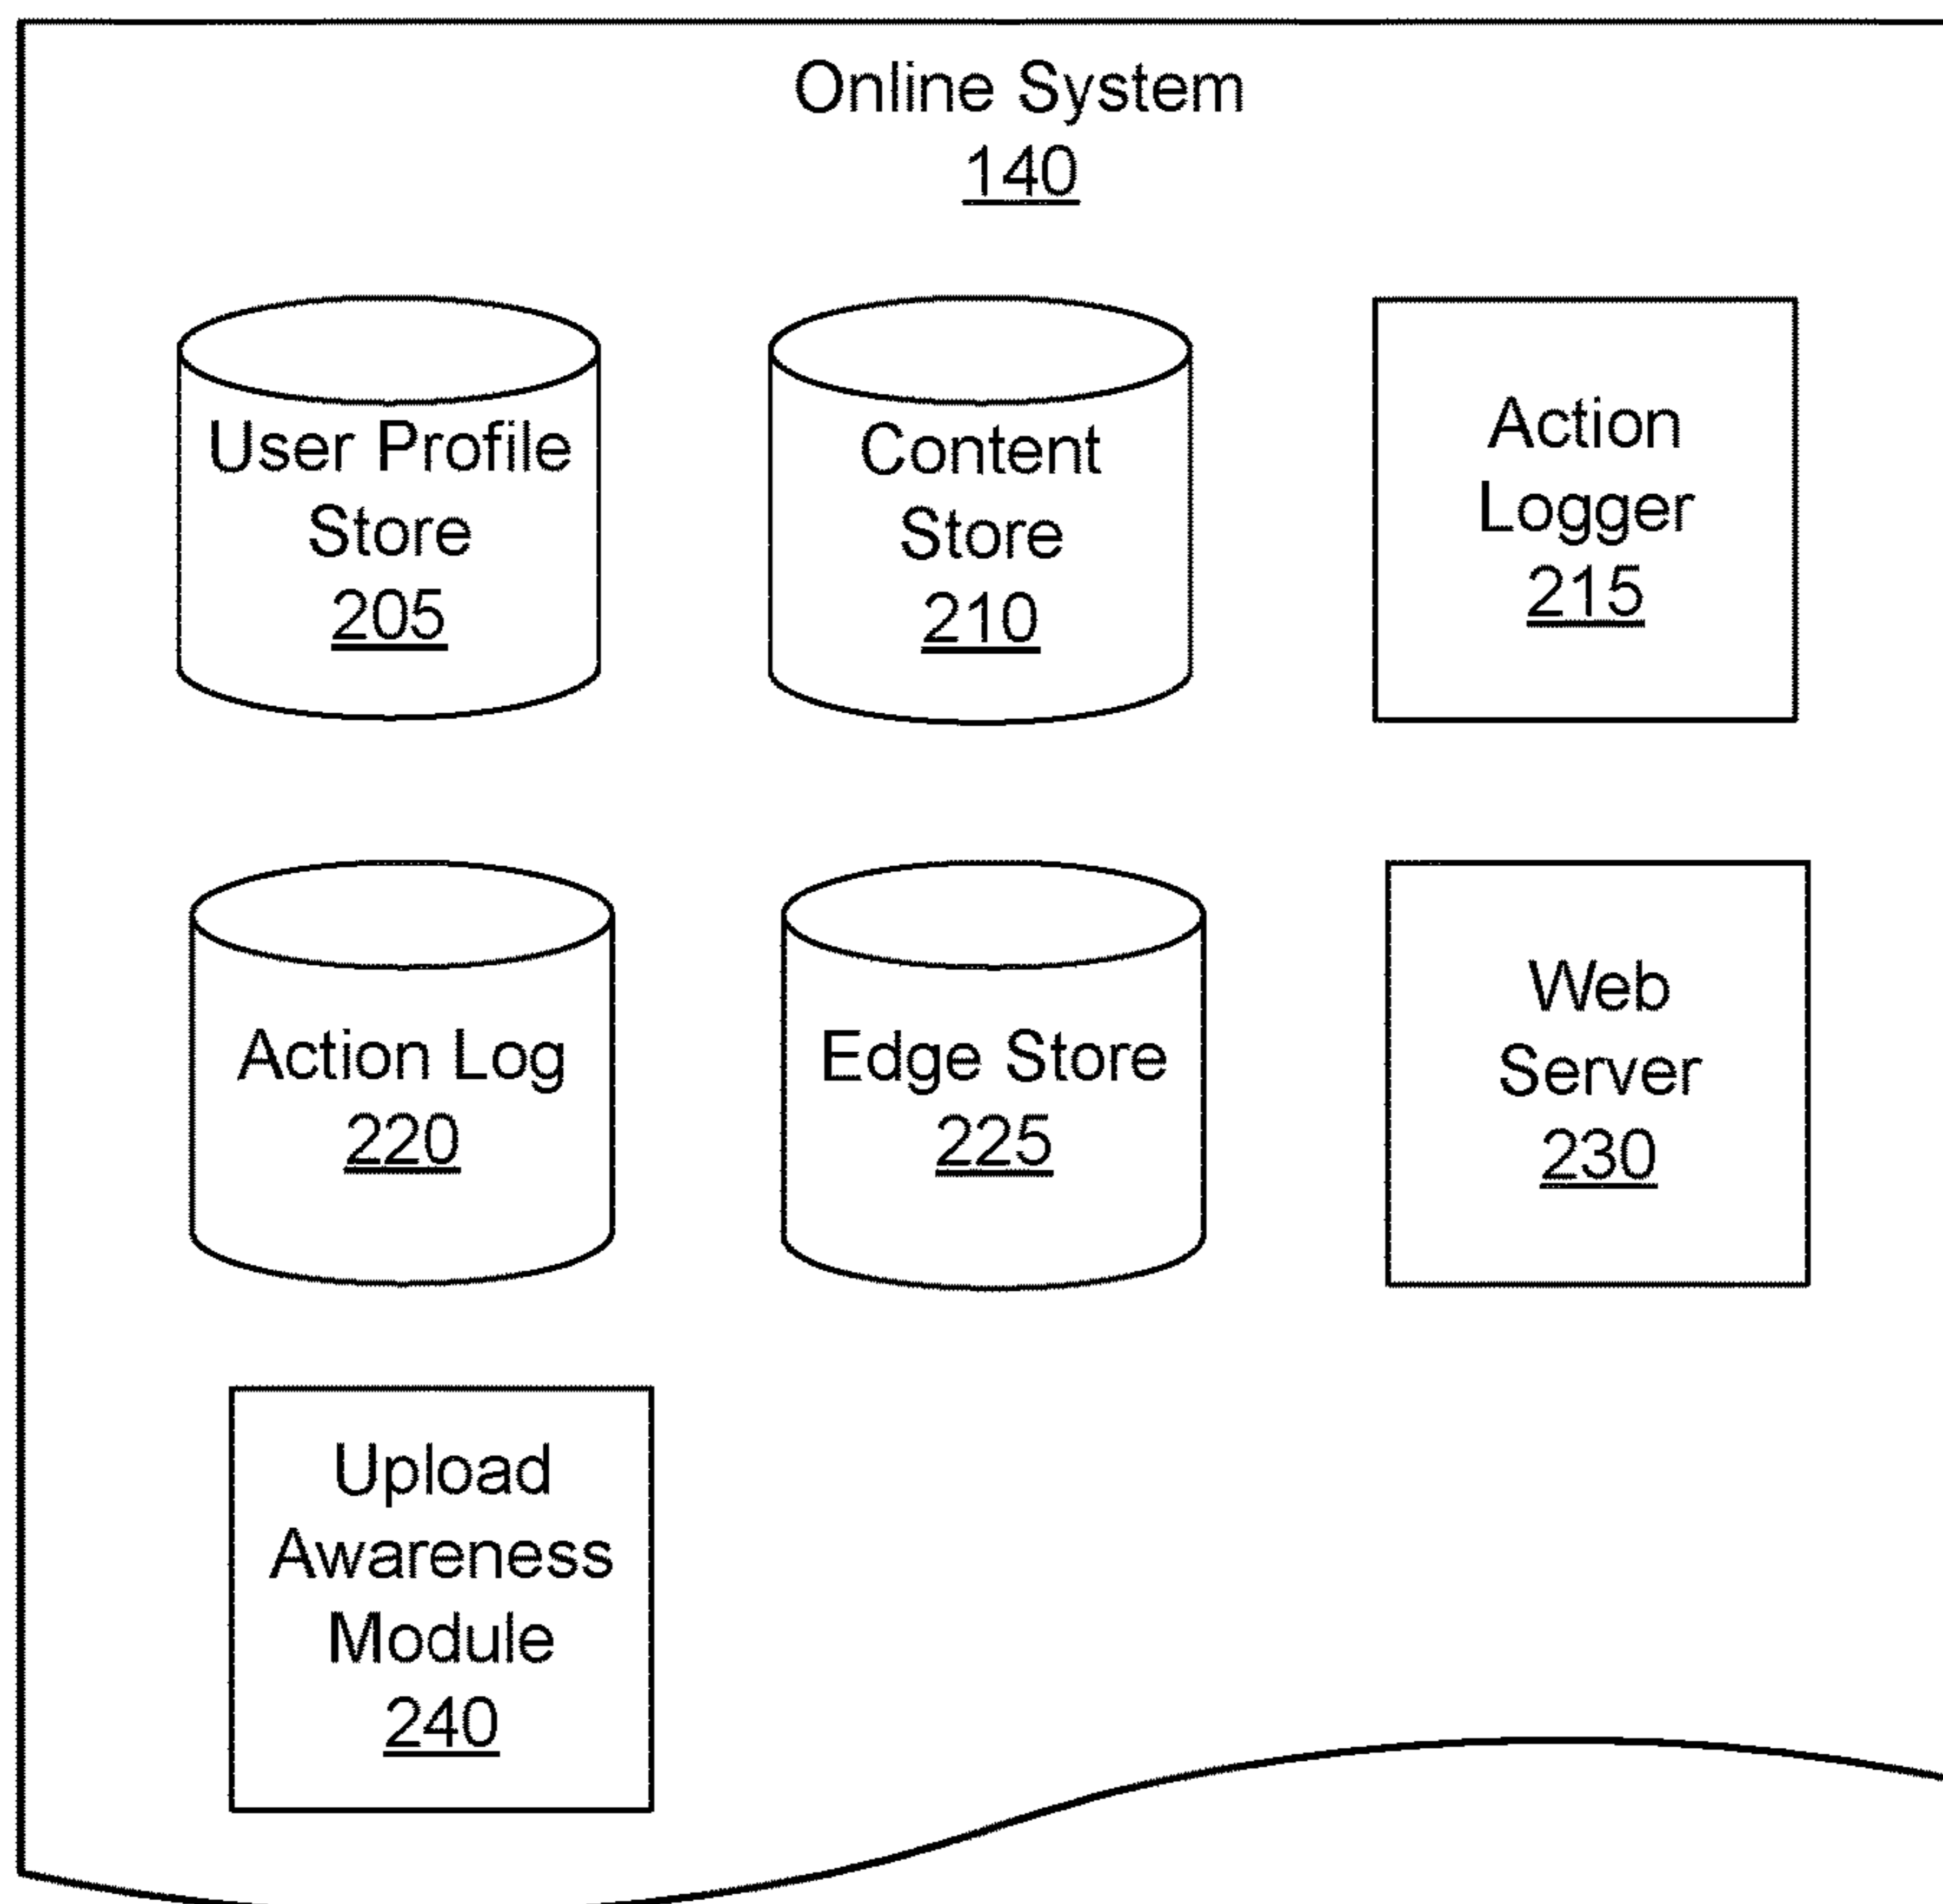 Online System
140
User Profile
Store
205
Content
Store
210
Action
Logger
215
Action Log
220
Edge Store
225
Web
Server
230
Upload
Awareness
Module
240